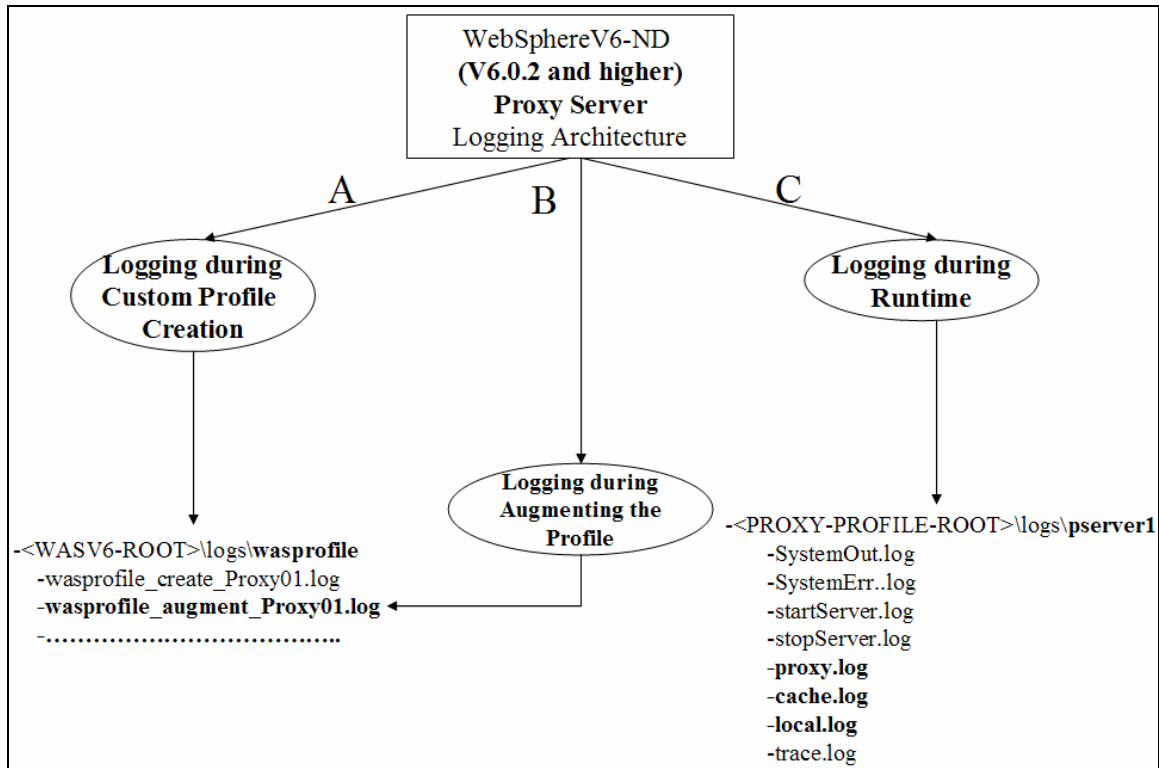 WebSphereV6-ND
(V6.0.2 and higher)
Proxy Server
Logging Architecture
A
B
C
Logging during
Custom Profile
Creation
Logging during
Runtime
Logging during
Augmenting the
Profile
-<WASV6-ROOT>\logs\wasprofile
-wasprofile_create_Proxy01.log
-wasprofile_augment_Proxy01.log
-…………………………………..
-<PROXY-PROFILE-ROOT>\logs\pserver1
-SystemOut.log
-SystemErr..log
-startServer.log
-stopServer.log
-proxy.log
-cache.log
-local.log
-trace.log